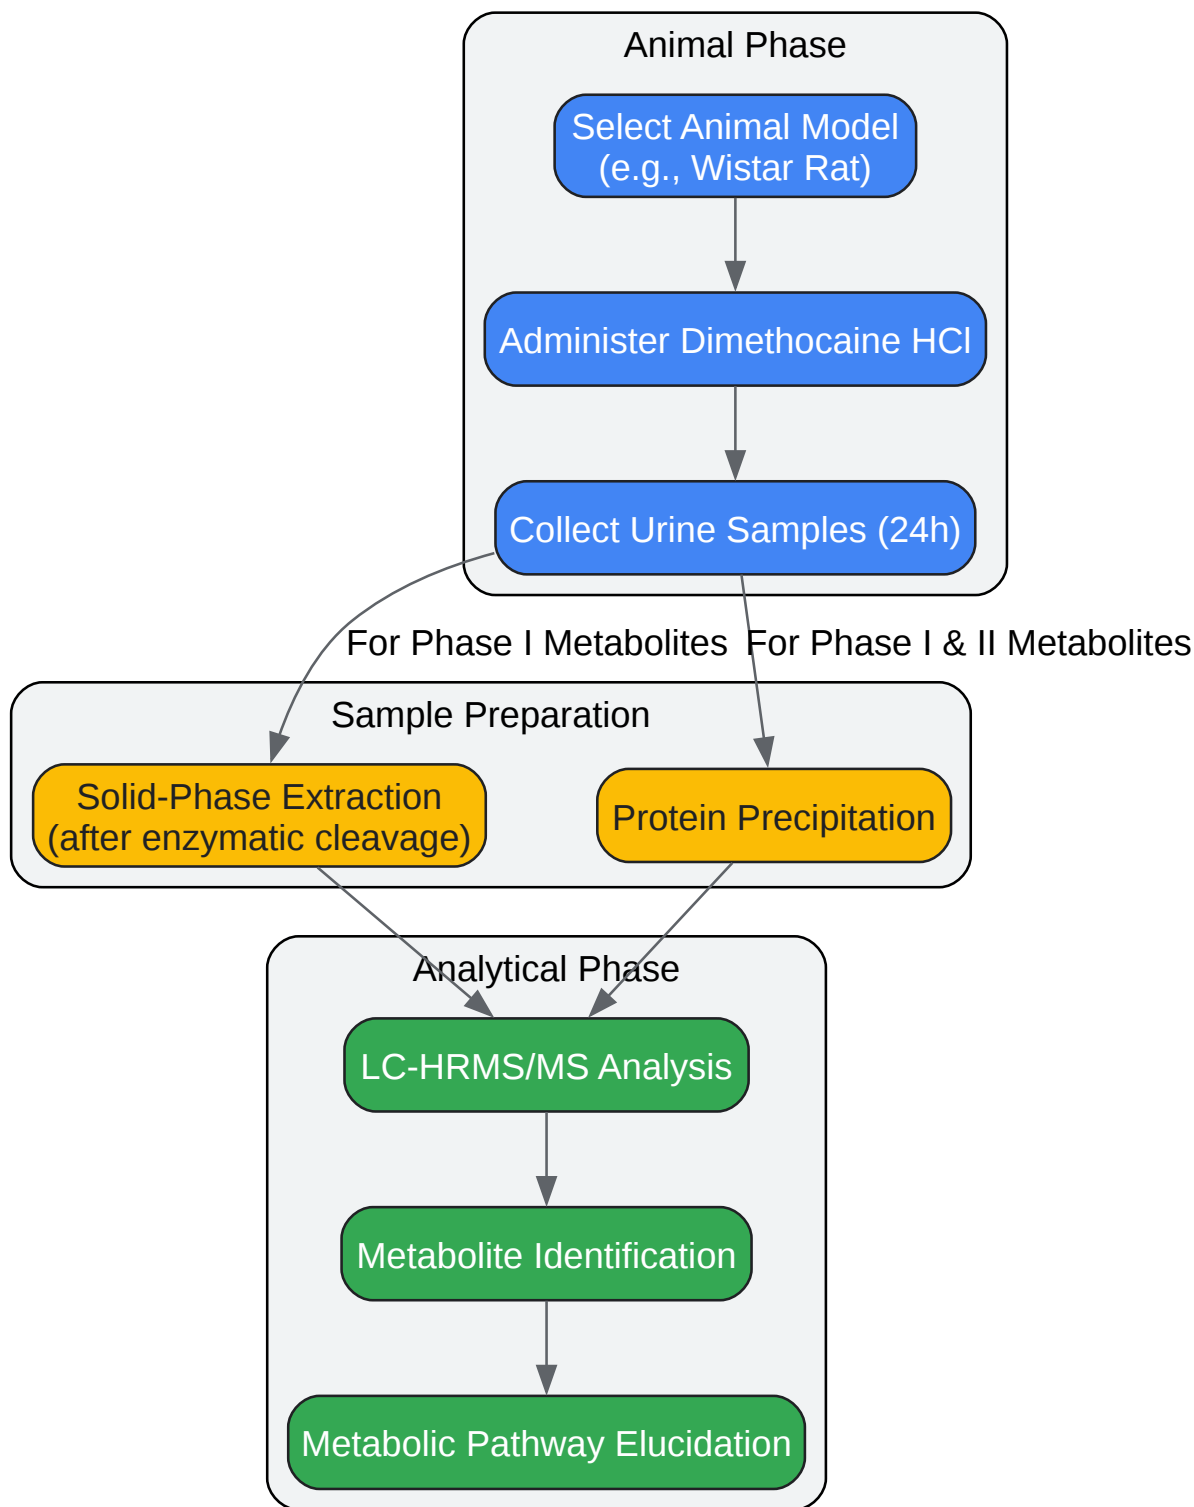 Animal Phase
Select Animal Model
(e.g., Wistar Rat)
Administer Dimethocaine HCl
Collect Urine Samples (24h)
For Phase I Metabolites
For Phase I & II Metabolites
Sample Preparation
Solid-Phase Extraction
(after enzymatic cleavage)
Protein Precipitation
Analytical Phase
LC-HRMS/MS Analysis
Metabolite Identification
Metabolic Pathway Elucidation